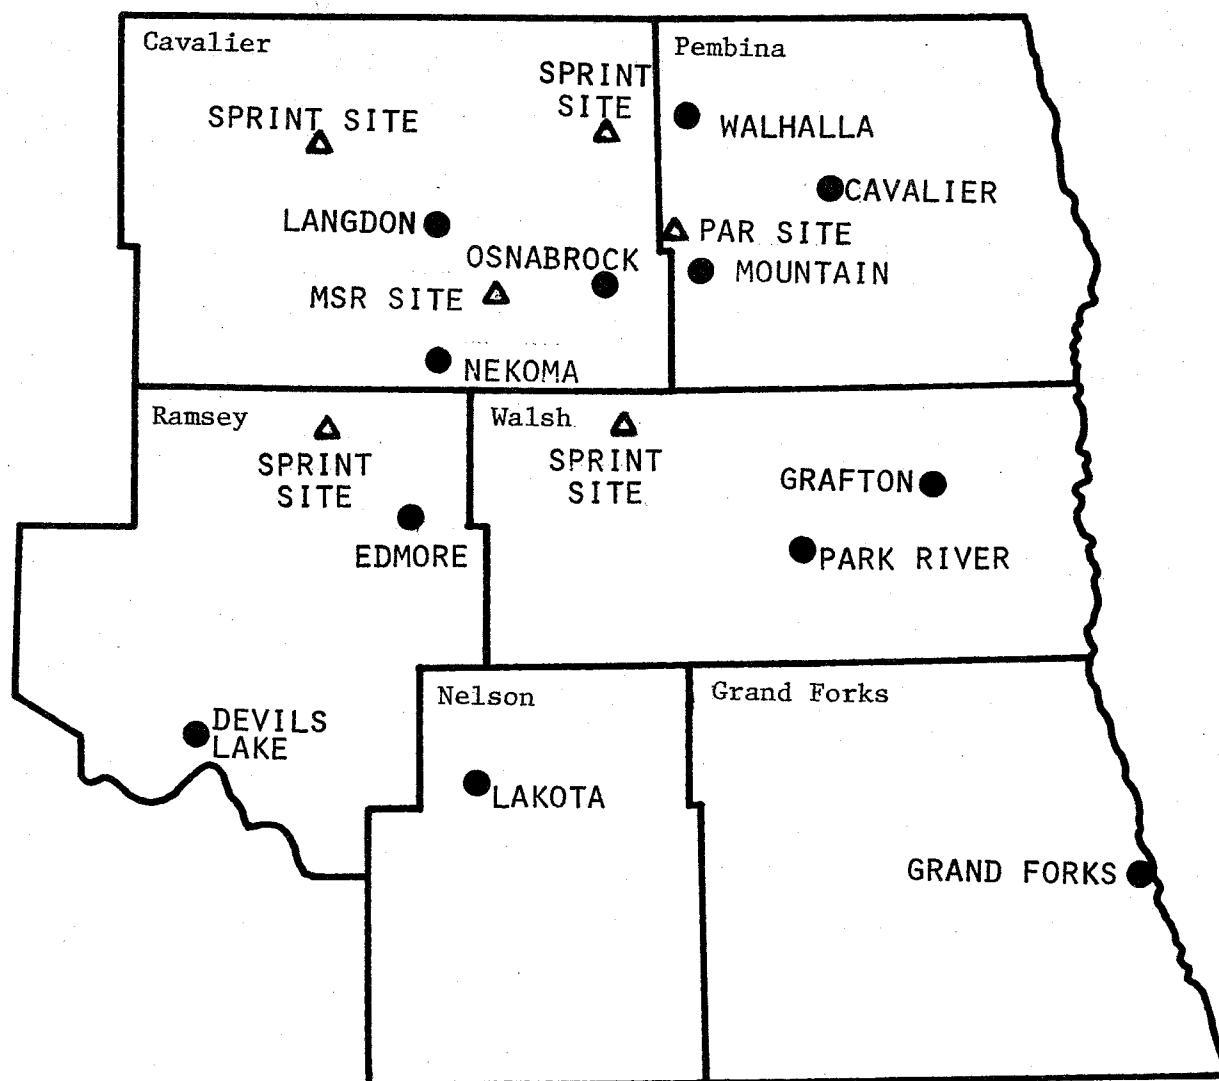 Cavalier
Pembina
SPRINT
SITE
SPRINT SITE
WALHALLA
CAVALIER
LANGDON
PAR SITE
OSNABROCK
MOUNTAIN
MSR SITE
NEKOMA
Ramsey
Walsh
SPRINT
SITE
SPRINT
SITE
GRAFTON
EDMORE
PARK RIVER
Nelson
Grand Forks
DEVILS
LAKE
LAKOTA
GRAND FORKS